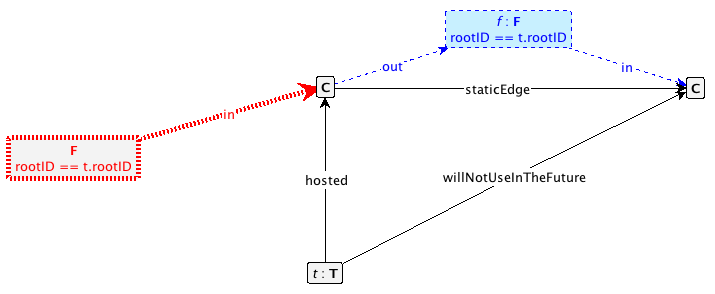 f : F
rootID == t.rootID
out
in
C
staticEdge
C
in
F
rootID == t.rootID
hosted
willNotUseInTheFuture
t : T